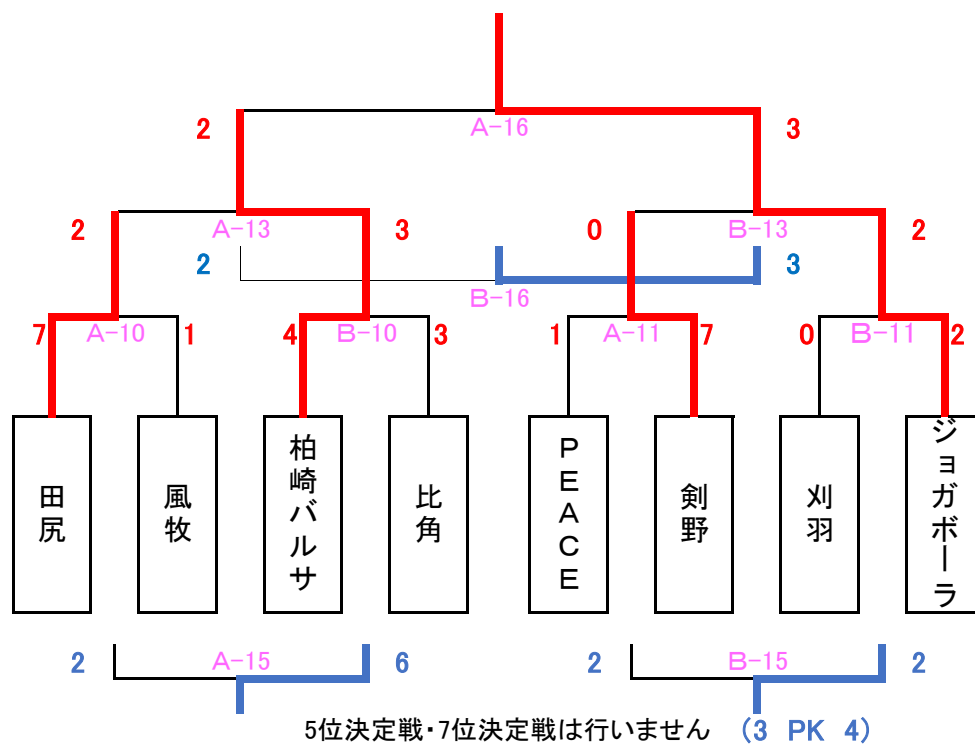 2 A-16 3
2 A-13 3 0 B-13 2
2 B-16 3
7 A-10 1 4 B-10 3 1 A-11 7 0 B-11 2
田尻
風牧
柏崎バルサ
比角
PEACE
剣野
刈羽
ジョガボーラ
2 A-15 6 2 B-15 2
5位決定戦・7位決定戦は行いません (3 PK 4)